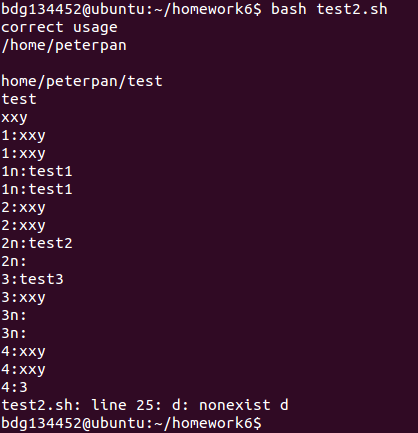 bdg134452@ubuntu:~/homework6$ bash test2.sh
correct usage
/home/peterpan

home/peterpan/test
test
xxy
1:xxy
1:xxy
1n:test1
1n:test1
2:xxy
2:xxy
2n:test2
2n:
3:test3
3:xxy
3n:
3n:
4:xxy
4:xxy
4:3
test2.sh: line 25: d: nonexist d
bdg134452@ubuntu:~/homework6$